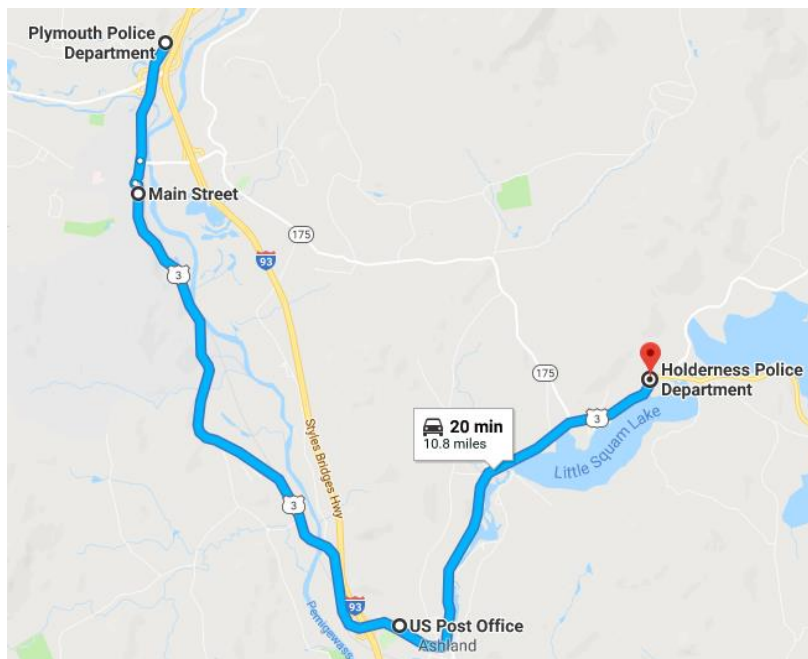 Plymouth Police
Department
Main Street
175
93
3
Holderness Police
Department
175
20 min
10.8 miles
3
Little Squam Lake
Styles Bridges Hwy
3
93
US Post Office
Ashland
Pemigewass